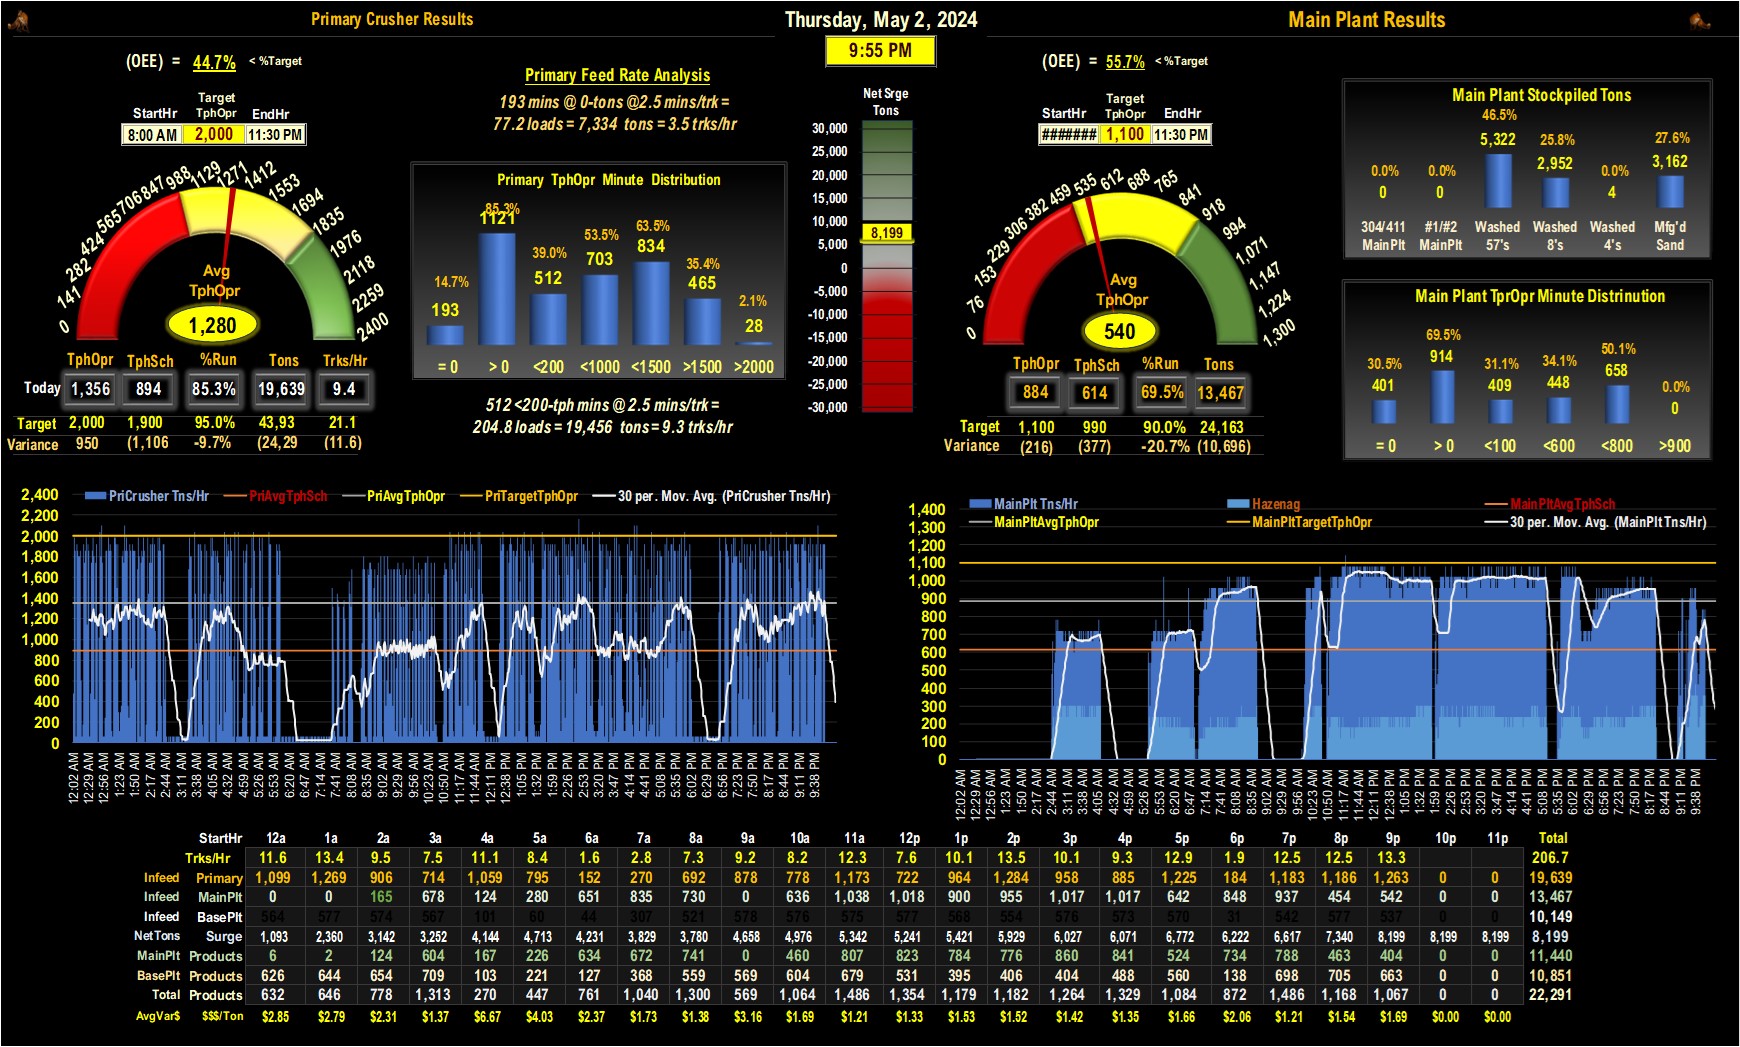 Primary Crusher Results
Thursday, May 2, 2024
Main Plant Results
9:55 PM
(OEE) = 44.7% < %Target
Target
StartHr TphOpr EndHr
8:00 AM 2,000 11:30 PM
0 141 282 424 565 706 847 988 1129 1271 1412 1553 1694 1835 1976 2118 2259 2400
Avg
TphOpr
1,280
TphOpr TphSch %Run Tons Trks/Hr
Today 1,356 894 85.3% 19,639 9.4
Target 2,000 1,900 95.0% 43,93 21.1
Variance 950 (1,106 -9.7% (24,29 (11.6)
Primary Feed Rate Analysis
193 mins @ 0-tons @2.5 mins/trk =
77.2 loads = 7,334 tons = 3.5 trks/hr
Primary TphOpr Minute Distribution
14.7% 85.3% 39.0% 53.5% 63.5% 35.4% 2.1%
193 1121 512 703 834 465 28
= 0 > 0 <200 <1000 <1500 >1500 >2000
512 <200-tph mins @ 2.5 mins/trk =
204.8 loads = 19,456 tons = 9.3 trks/hr
Net Srge
Tons
30,000
25,000
20,000
15,000
10,000
8,199
5,000
0
-5,000
-10,000
-15,000
-20,000
-25,000
-30,000
(OEE) = 55.7% < %Target
Target
StartHr TphOpr EndHr
####### 1,100 11:30 PM
0 76 153 229 306 382 459 535 612 688 765 841 918 994 1,071 1,147 1,224 1,300
Avg
TphOpr
540
TphOpr TphSch %Run Tons
884 614 69.5% 13,467
Target 1,100 990 90.0% 24,163
Variance (216) (377) -20.7% (10,696)
Main Plant Stockpiled Tons
0.0% 0.0% 46.5% 25.8% 0.0% 27.6%
0 0 5,322 2,952 4 3,162
304/411 #1/#2 Washed Washed Washed Mfg'd
MainPlt MainPlt 57's 8's 4's Sand
Main Plant TprOpr Minute Distrinution
30.5% 69.5% 31.1% 34.1% 50.1% 0.0%
401 914 409 448 658 0
= 0 > 0 <100 <600 <800 >900
PriCrusher Tns/Hr PriAvgTphSch PriAvgTphOpr PriTargetTphOpr 30 per. Mov. Avg. (PriCrusher Tns/Hr)
2,400
2,200
2,000
1,800
1,600
1,400
1,200
1,000
800
600
400
200
0
12:02 AM 12:29 AM 12:56 AM 1:23 AM 1:50 AM 2:17 AM 2:44 AM 3:11 AM 3:38 AM 4:05 AM 4:32 AM 4:59 AM 5:26 AM 5:53 AM 6:20 AM 6:47 AM 7:14 AM 7:41 AM 8:08 AM 8:35 AM 9:02 AM 9:29 AM 9:56 AM 10:23 AM 10:50 AM 11:17 AM 11:44 AM 12:11 PM 12:38 PM 1:05 PM 1:32 PM 1:59 PM 2:26 PM 2:53 PM 3:20 PM 3:47 PM 4:14 PM 4:41 PM 5:08 PM 5:35 PM 6:02 PM 6:29 PM 6:56 PM 7:23 PM 7:50 PM 8:17 PM 8:44 PM 9:11 PM 9:38 PM
MainPlt Tns/Hr Hazenag MainPltAvgTphSch
MainPltAvgTphOpr MainPltTargetTphOpr 30 per. Mov. Avg. (MainPlt Tns/Hr)
1,400
1,300
1,200
1,100
1,000
900
800
700
600
500
400
300
200
100
0
12:02 AM 12:29 AM 12:56 AM 1:23 AM 1:50 AM 2:17 AM 2:44 AM 3:11 AM 3:38 AM 4:05 AM 4:32 AM 4:59 AM 5:26 AM 5:53 AM 6:20 AM 6:47 AM 7:14 AM 7:41 AM 8:08 AM 8:35 AM 9:02 AM 9:29 AM 9:56 AM 10:23 AM 10:50 AM 11:17 AM 11:44 AM 12:11 PM 12:38 PM 1:05 PM 1:32 PM 1:59 PM 2:26 PM 2:53 PM 3:20 PM 3:47 PM 4:14 PM 4:41 PM 5:08 PM 5:35 PM 6:02 PM 6:29 PM 6:56 PM 7:23 PM 7:50 PM 8:17 PM 8:44 PM 9:11 PM 9:38 PM
StartHr 12a 1a 2a 3a 4a 5a 6a 7a 8a 9a 10a 11a 12p 1p 2p 3p 4p 5p 6p 7p 8p 9p 10p 11p Total
Trks/Hr 11.6 13.4 9.5 7.5 11.1 8.4 1.6 2.8 7.3 9.2 8.2 12.3 7.6 10.1 13.5 10.1 9.3 12.9 1.9 12.5 12.5 13.3 206.7
Infeed Primary 1,099 1,269 906 714 1,059 795 152 270 692 878 778 1,173 722 964 1,284 958 885 1,225 184 1,183 1,186 1,263 0 0 19,639
Infeed MainPlt 0 0 165 678 124 280 651 835 730 0 636 1,038 1,018 900 955 1,017 1,017 642 848 937 454 542 0 0 13,467
Infeed BasePlt 564 577 574 567 101 60 44 307 521 578 576 575 577 568 554 576 573 570 31 542 577 537 0 0 10,149
NetTons Surge 1,093 2,360 3,142 3,252 4,144 4,713 4,231 3,829 3,780 4,658 4,976 5,342 5,241 5,421 5,929 6,027 6,071 6,772 6,222 6,617 7,340 8,199 8,199 8,199 8,199
MainPlt Products 6 2 124 604 167 226 634 672 741 0 460 807 823 784 776 860 841 524 734 788 463 404 0 0 11,440
BasePlt Products 626 644 654 709 103 221 127 368 559 569 604 679 531 395 406 404 488 560 138 698 705 663 0 0 10,851
Total Products 632 646 778 1,313 270 447 761 1,040 1,300 569 1,064 1,486 1,354 1,179 1,182 1,264 1,329 1,084 872 1,486 1,168 1,067 0 0 22,291
AvgVar$ $$$/Ton $2.85 $2.79 $2.31 $1.37 $6.67 $4.03 $2.37 $1.73 $1.38 $3.16 $1.69 $1.21 $1.33 $1.53 $1.52 $1.42 $1.35 $1.66 $2.06 $1.21 $1.54 $1.69 $0.00 $0.00